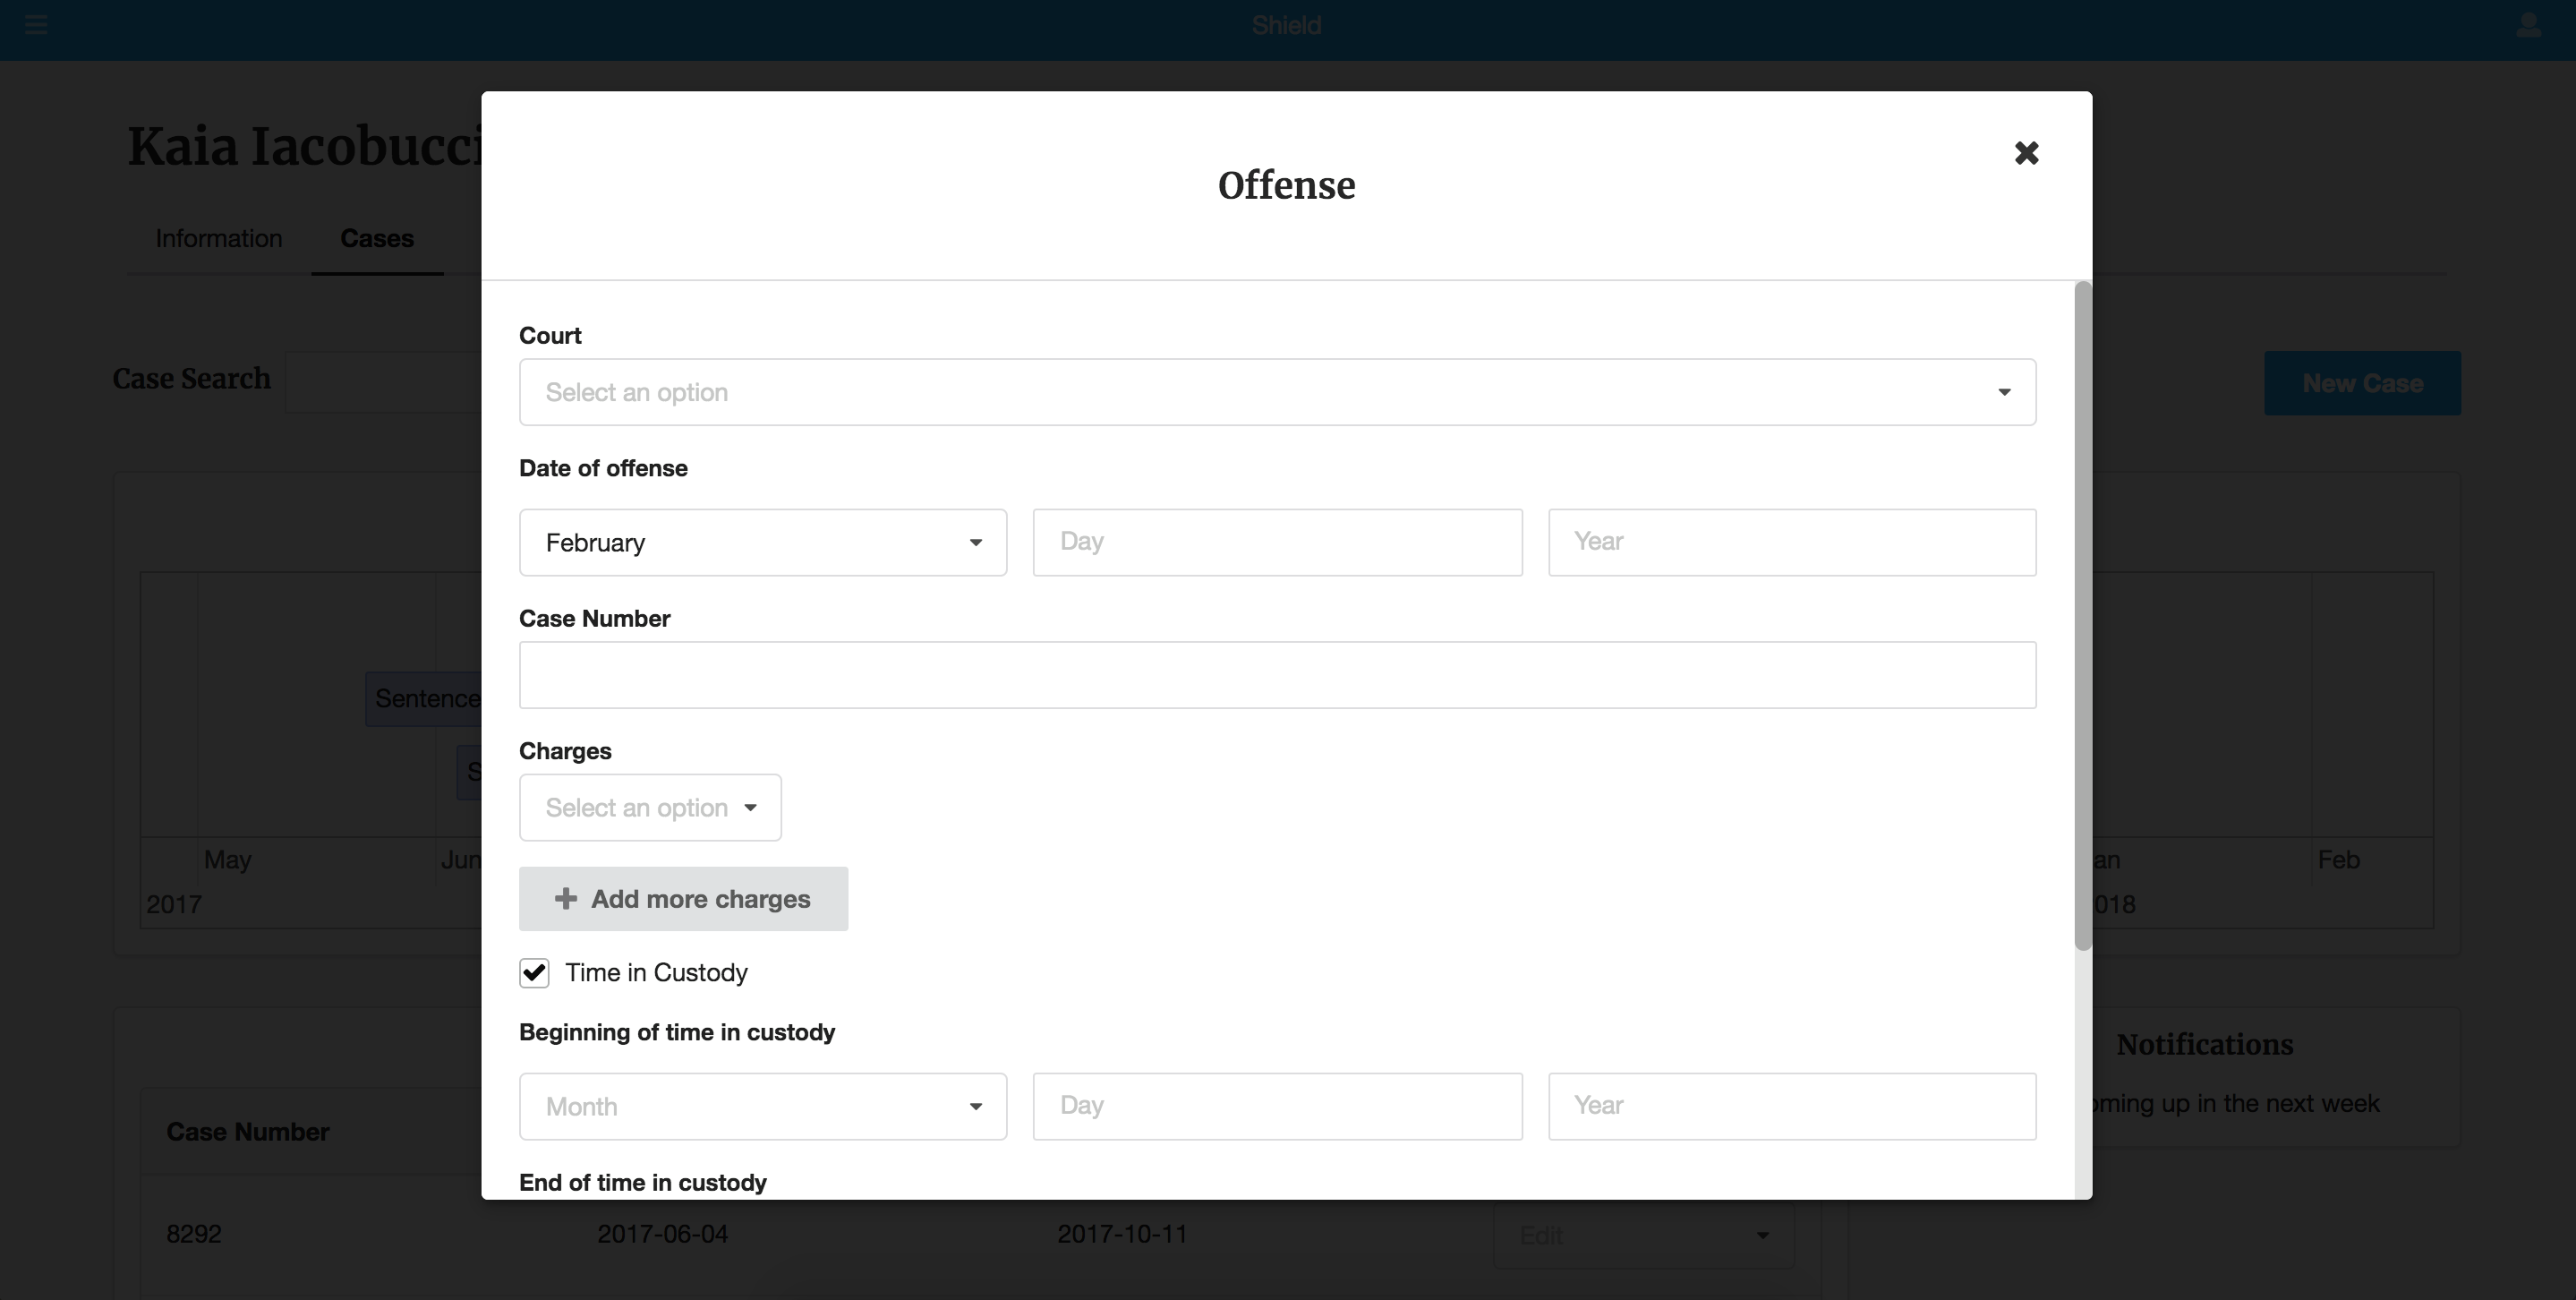 Shield
Kaia Iacobucci
Information Cases
Case Search
New Case
Offense
Court
Select an option
Date of offense
February Day Year
Case Number
Charges
Select an option
Add more charges
Time in Custody
Beginning of time in custody
Month Day Year
End of time in custody
Sentence
S
May Jun an Feb
2017 018
Notifications
oming up in the next week
Case Number
8292 2017-06-04 2017-10-11 Edit